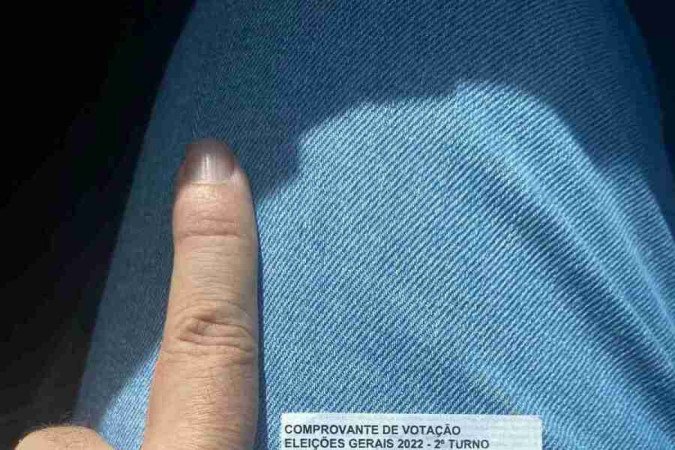 COMPROVANTE DE VOTAÇÃO
ELEIÇÕES GERAIS 2022 - 2º TURNO